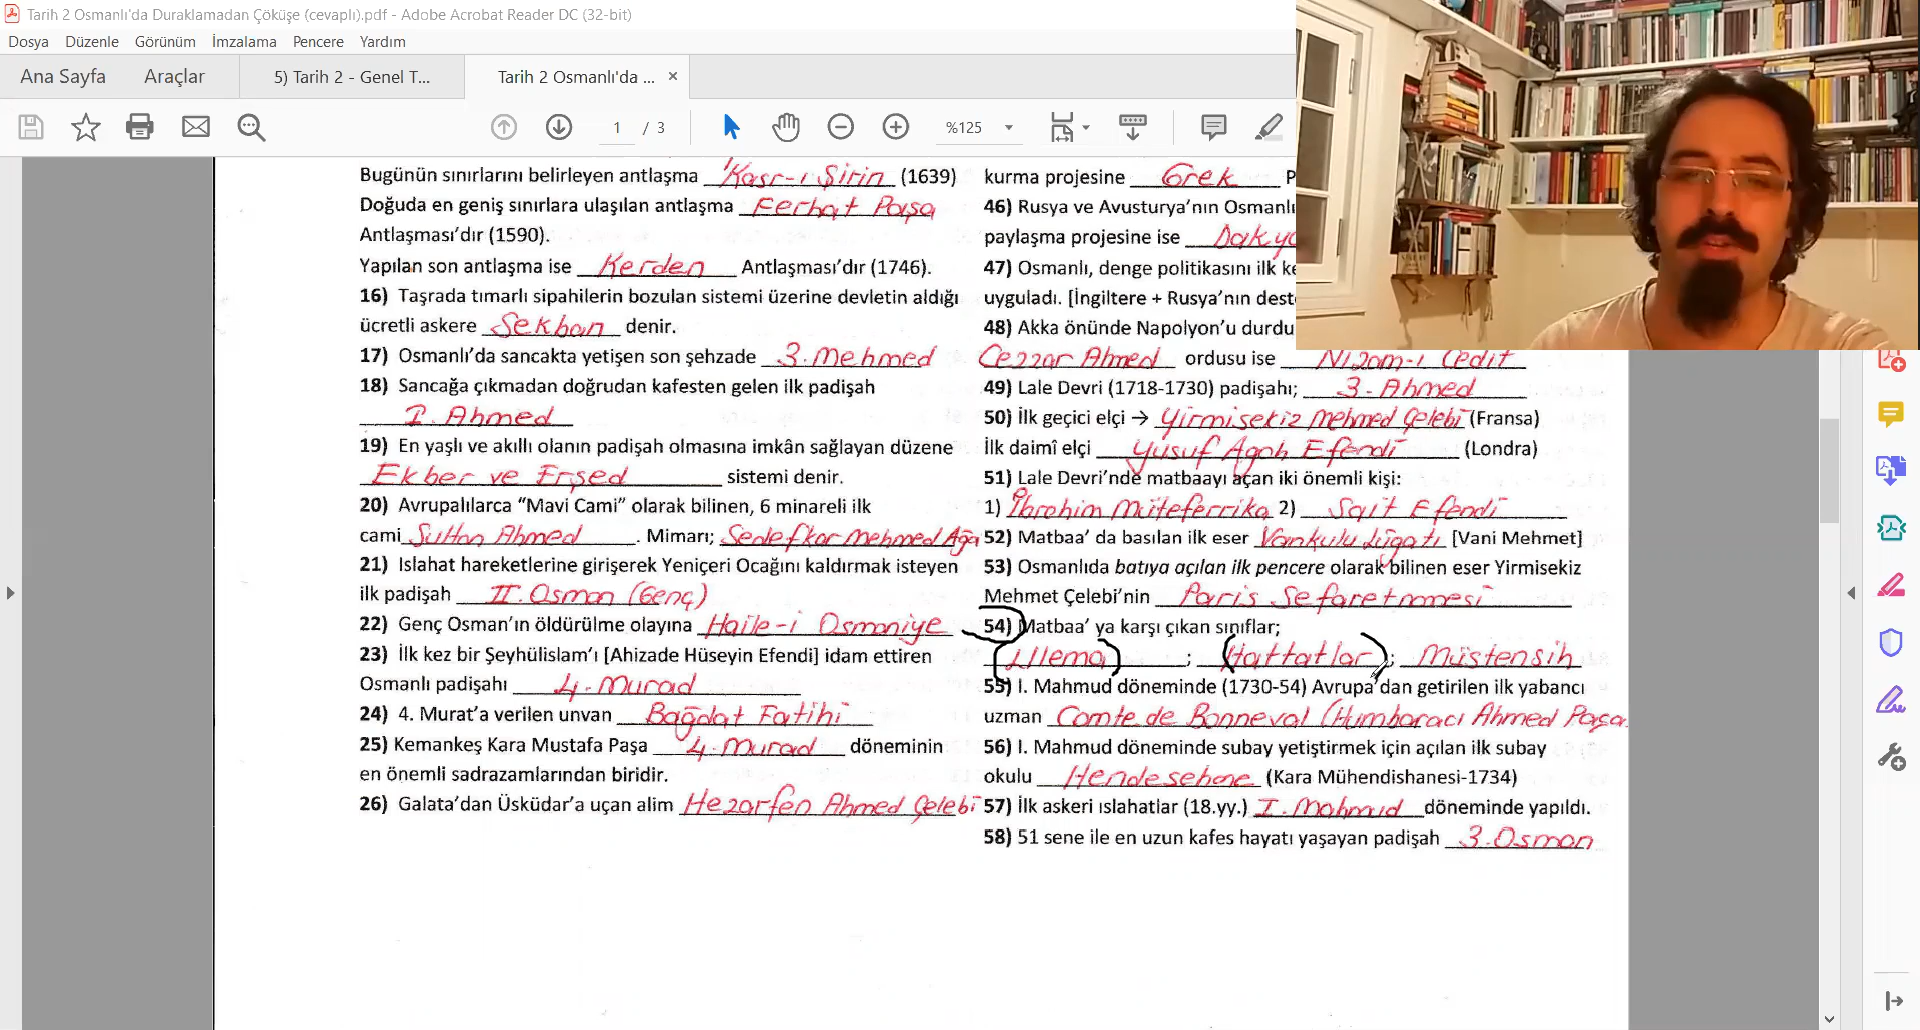 Tarih 2 Osmanlı'da Duraklamadan Çöküşe (cevaplı).pdf - Adobe Acrobat Reader DC (32-bit)
Dosya Düzenle Görünüm İmzalama Pencere Yardım
Ana Sayfa Araçlar 5) Tarih 2 - Genel T... Tarih 2 Osmanlı'da ... ×
1 / 3 %125
Bugünün sınırlarını belirleyen antlaşma Kasr-ı Şirin (1639)
Doğuda en geniş sınırlara ulaşılan antlaşma Ferhat Paşa
Antlaşması'dır (1590).
Yapılan son antlaşma ise Kerden Antlaşması'dır (1746).
16) Taşrada tımarlı sipahilerin bozulan sistemi üzerine devletin aldığı
ücretli askere Sekban denir.
17) Osmanlı'da sancakta yetişen son şehzade 3. Mehmed
18) Sancağa çıkmadan doğrudan kafesten gelen ilk padişah
I. Ahmed
19) En yaşlı ve akıllı olanın padişah olmasına imkân sağlayan düzene
Ekber ve Erşed sistemi denir.
20) Avrupalılarca “Mavi Cami” olarak bilinen, 6 minareli ilk
cami Sultan Ahmed . Mimarı; Sedefkar Mehmed Ağa
21) Islahat hareketlerine girişerek Yeniçeri Ocağını kaldırmak isteyen
ilk padişah II. Osman (Genç)
22) Genç Osman'ın öldürülme olayına Haile-i Osmaniye
23) İlk kez bir Şeyhülislam'ı [Ahizade Hüseyin Efendi] idam ettiren
Osmanlı padişahı 4. Murad
24) 4. Murat'a verilen unvan Bağdat Fatihi
25) Kemankeş Kara Mustafa Paşa 4. Murad döneminin
en önemli sadrazamlarından biridir.
26) Galata'dan Üsküdar'a uçan alim Hezarfen Ahmed Çelebi
kurma projesine Grek P
46) Rusya ve Avusturya'nın Osmanlı
paylaşma projesine ise Dakya
47) Osmanlı, denge politikasını ilk ke
uyguladı. [İngiltere + Rusya'nın dest
48) Akka önünde Napolyon'u durdu
Cezzar Ahmed ordusu ise Nizam-ı Cedit
49) Lale Devri (1718-1730) padişahı; 3. Ahmed
50) İlk geçici elçi → Yirmisekiz Mehmed Çelebi (Fransa)
İlk daimî elçi Yusuf Agah Efendi (Londra)
51) Lale Devri'nde matbaayı açan iki önemli kişi:
1) İbrahim Müteferrika 2) Sait Efendi
52) Matbaa' da basılan ilk eser Vankulu Lügatı [Vani Mehmet]
53) Osmanlıda batıya açılan ilk pencere olarak bilinen eser Yirmisekiz
Mehmet Çelebi'nin Paris Sefaretnamesi
54) Matbaa' ya karşı çıkan sınıflar;
Ulema ; Hattatlar ; Müstensih
55) I. Mahmud döneminde (1730-54) Avrupa'dan getirilen ilk yabancı
uzman Comte de Bonneval (Humbaracı Ahmed Paşa
56) I. Mahmud döneminde subay yetiştirmek için açılan ilk subay
okulu Hendesehane (Kara Mühendishanesi-1734)
57) İlk askeri ıslahatlar (18.yy.) I. Mahmud döneminde yapıldı.
58) 51 sene ile en uzun kafes hayatı yaşayan padişah 3. Osman